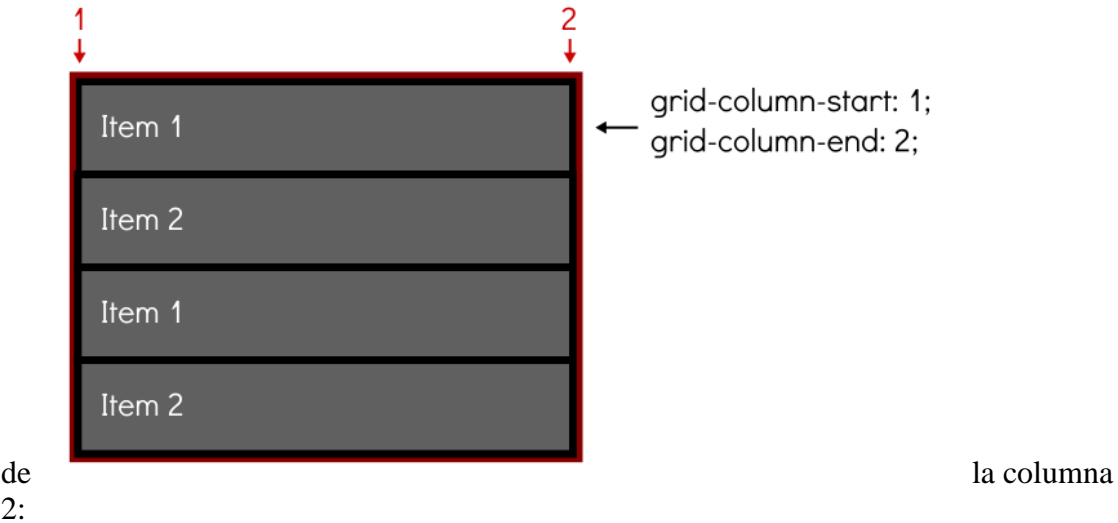 1 2
Item 1
grid-column-start: 1;
grid-column-end: 2;
Item 2
Item 1
Item 2
de la columna
2: